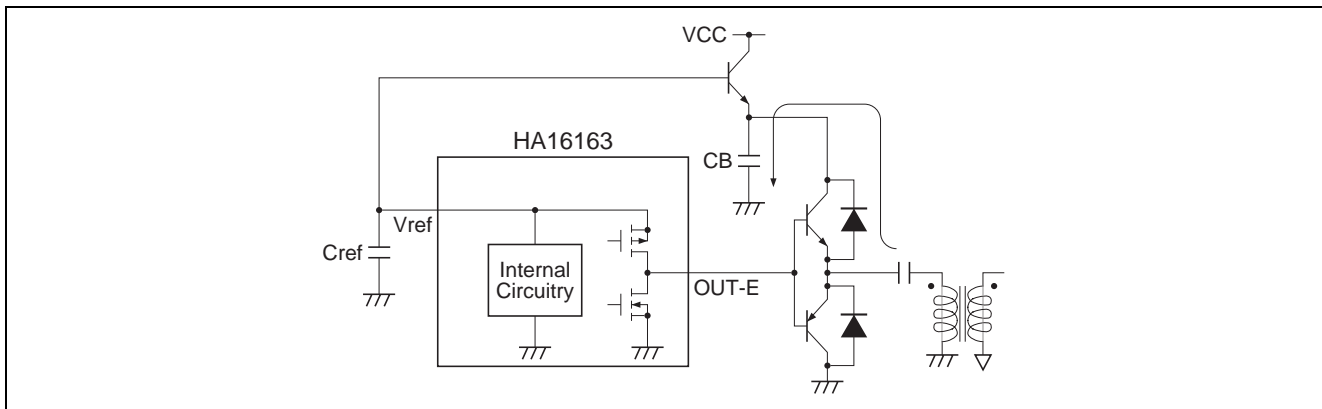 VCC
HA16163
CB
Vref
Cref
Internal
Circuitry
OUT-E